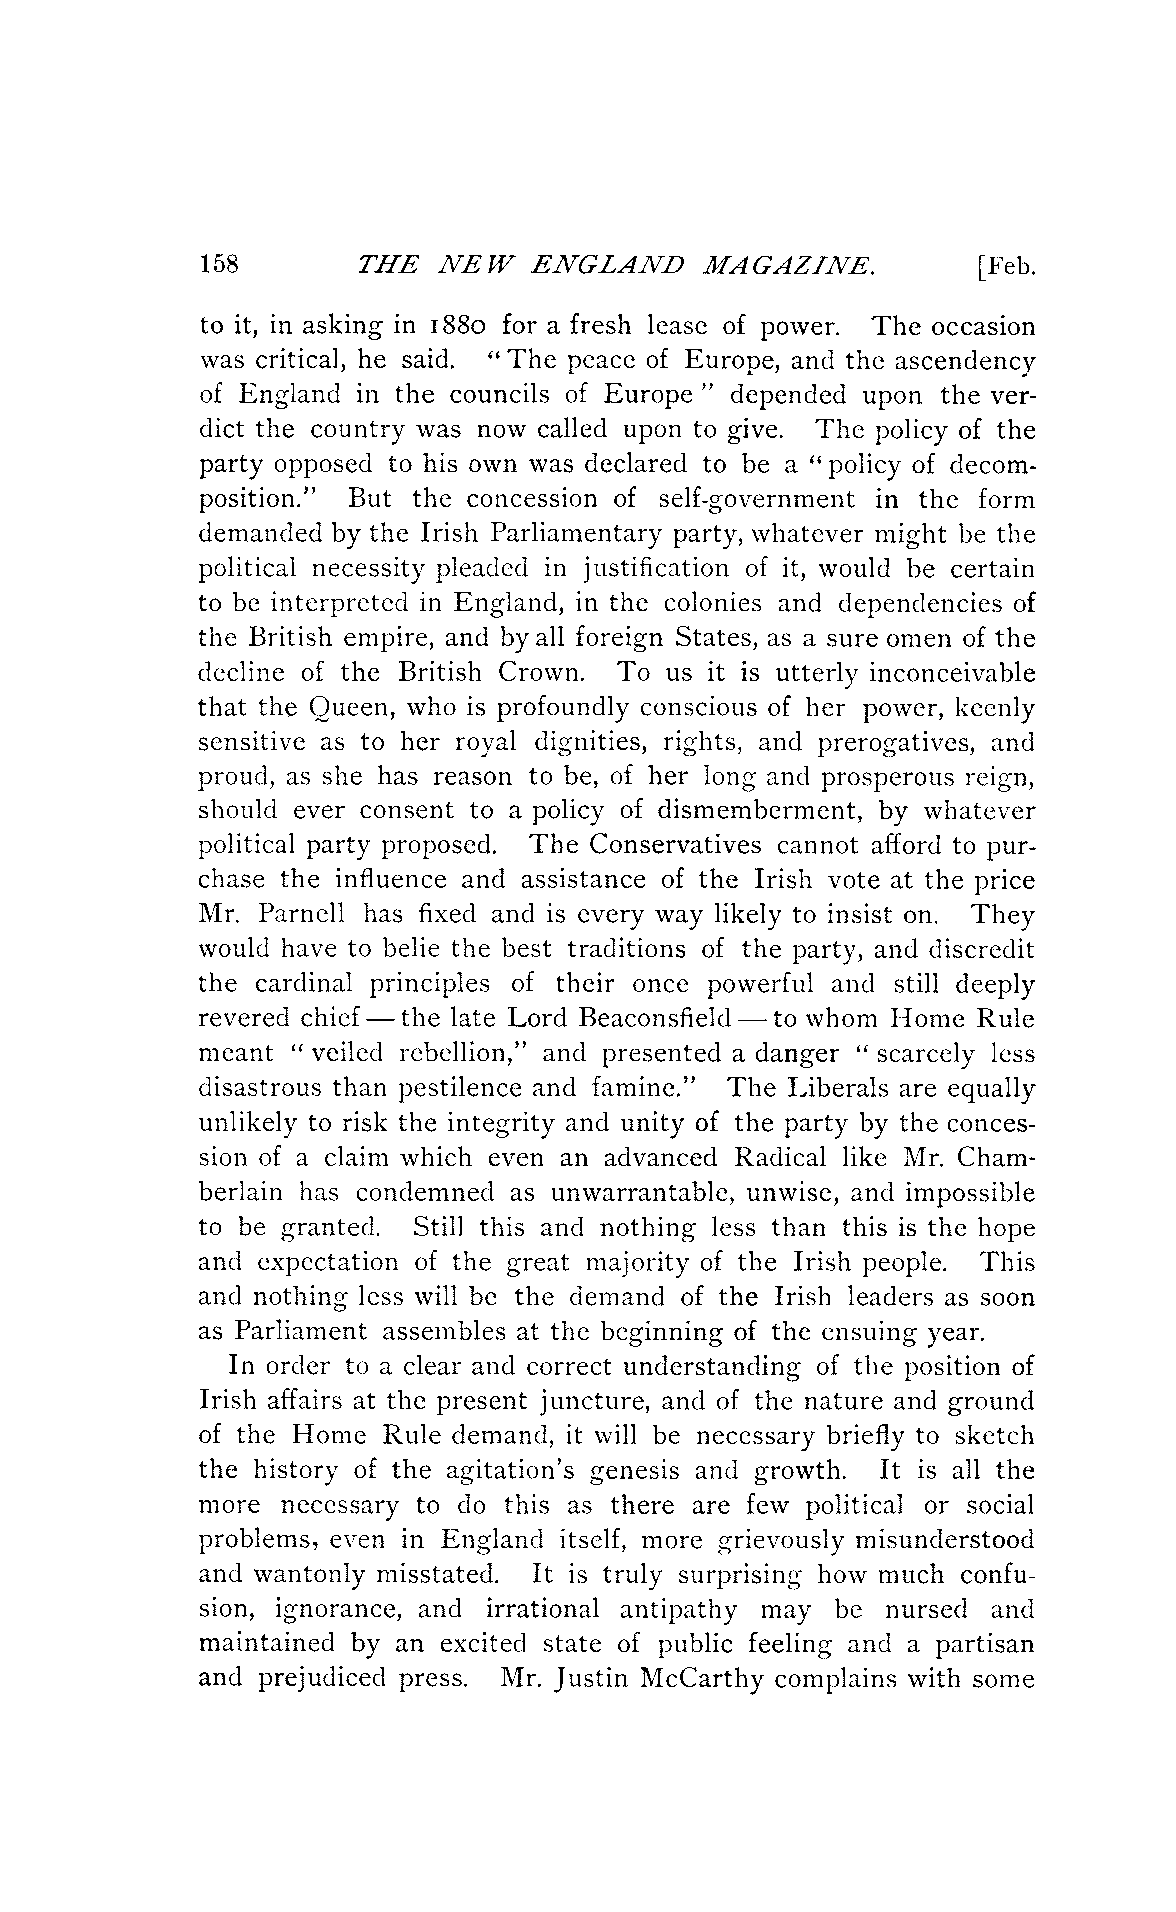 158 THE NEW ENGLAND MAGAZINE. [Feb.
to it, in asking in 1880 for a fresh lease of power. The occasion
was critical, he said. “ The peace of Europe, and the ascendency
of England in the councils of Europe ” depended upon the ver-
dict the country was now called upon to give. The policy of the
party opposed to his own was declared to be a “ policy of decom-
position.” But the concession of self-government in the form
demanded by the Irish Parliamentary party, whatever might be the
political necessity pleaded in justification of it, would be certain
to be interpreted in England, in the colonies and dependencies of
the British empire, and by all foreign States, as a sure omen of the
decline of the British Crown. To us it is utterly inconceivable
that the Queen, who is profoundly conscious of her power, keenly
sensitive as to her royal dignities, rights, and prerogatives, and
proud, as she has reason to be, of her long and prosperous reign,
should ever consent to a policy of dismemberment, by whatever
political party proposed. The Conservatives cannot afford to pur-
chase the influence and assistance of the Irish vote at the price
Mr. Parnell has fixed and is every way likely to insist on. They
would have to belie the best traditions of the party, and discredit
the cardinal principles of their once powerful and still deeply
revered chief — the late Lord Beaconsfield — to whom Home Rule
meant “ veiled rebellion,” and presented a danger “ scarcely less
disastrous than pestilence and famine.” The Liberals are equally
unlikely to risk the integrity and unity of the party by the conces-
sion of a claim which even an advanced Radical like Mr. Cham-
berlain has condemned as unwarrantable, unwise, and impossible
to be granted. Still this and nothing less than this is the hope
and expectation of the great majority of the Irish people. This
and nothing less will be the demand of the Irish leaders as soon
as Parliament assembles at the beginning of the ensuing year.
In order to a clear and correct understanding of the position of
Irish affairs at the present juncture, and of the nature and ground
of the Home Rule demand, it will be necessary briefly to sketch
the history of the agitation’s genesis and growth. It is all the
more necessary to do this as there are few political or social
problems, even in England itself, more grievously misunderstood
and wantonly misstated. It is truly surprising how much confu-
sion, ignorance, and irrational antipathy may be nursed and
maintained by an excited state of public feeling and a partisan
and prejudiced press. Mr. Justin McCarthy complains with some